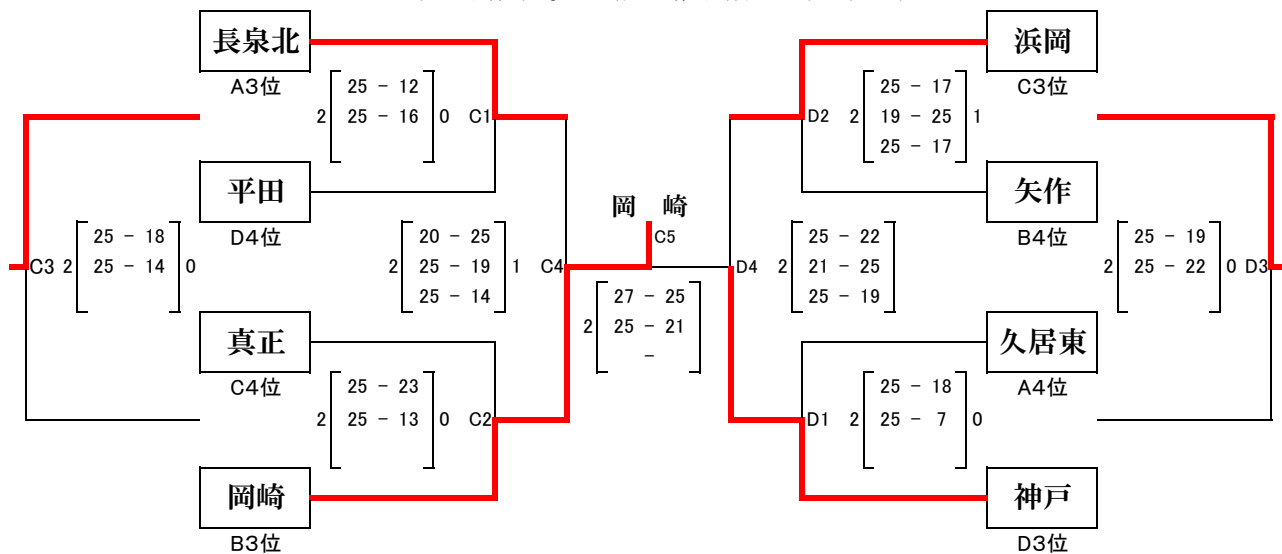 長泉北
A3位
浜岡
C3位
2 25 － 12 0 C1
25 － 16
D2 2 25 － 17 1
19 － 25
25 － 17
平田
D4位
矢作
B4位
岡　崎
C5
C3 2 25 － 18 0
25 － 14
2 20 － 25 1 C4
25 － 19
25 － 14
D4 2 25 － 22
21 － 25
25 － 19
2 25 － 19 0 D3
25 － 22
2 27 － 25
25 － 21
－
真正
C4位
久居東
A4位
2 25 － 23 0 C2
25 － 13
D1 2 25 － 18 0
25 － 7
岡崎
B3位
神戸
D3位